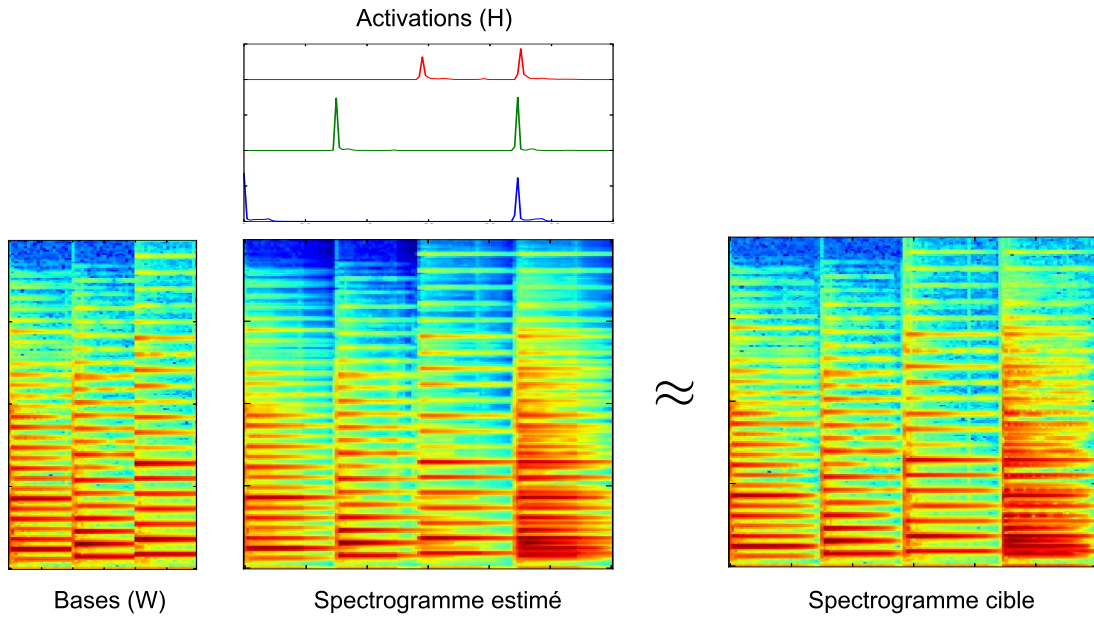 Activations (H)
≈
Bases (W)
Spectrogramme estimé
Spectrogramme cible